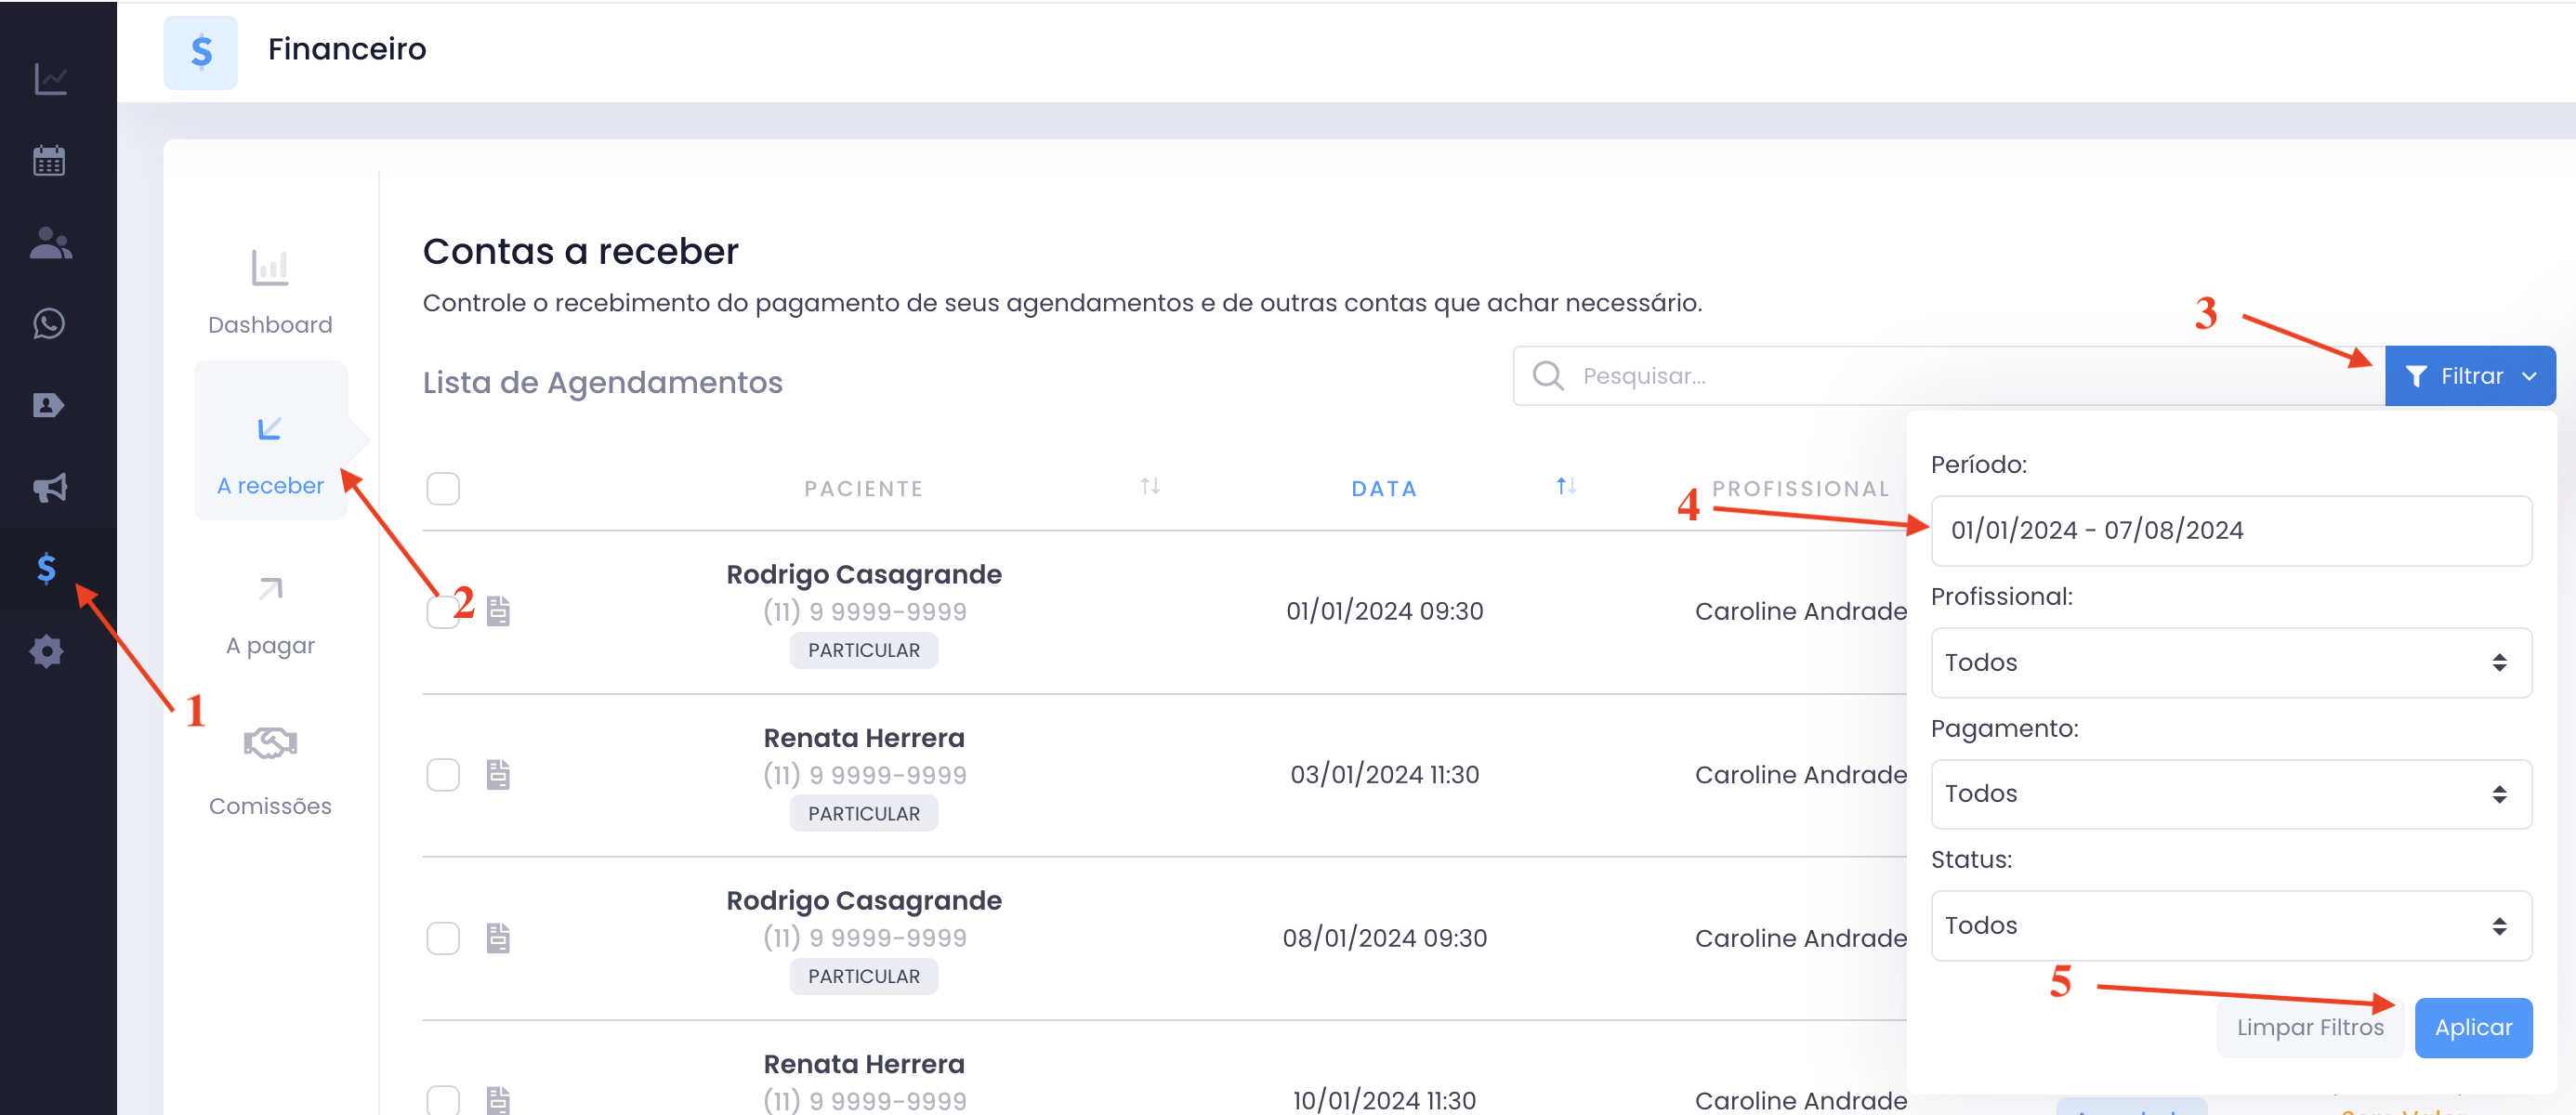 $ Financeiro
Dashboard
A receber
A pagar
Comissões
$
1
2
Contas a receber
Controle o recebimento do pagamento de seus agendamentos e de outras contas que achar necessário.
Lista de Agendamentos
Pesquisar...
3
Filtrar
PACIENTE DATA PROFISSIONAL
Rodrigo Casagrande
(11) 9 9999-9999
PARTICULAR
01/01/2024 09:30
Caroline Andrade
Renata Herrera
(11) 9 9999-9999
PARTICULAR
03/01/2024 11:30
Caroline Andrade
Rodrigo Casagrande
(11) 9 9999-9999
PARTICULAR
08/01/2024 09:30
Caroline Andrade
Renata Herrera
(11) 9 9999-9999
10/01/2024 11:30
Caroline Andrade
Período:
4
01/01/2024 - 07/08/2024
Profissional:
Todos
Pagamento:
Todos
Status:
Todos
5
Limpar Filtros
Aplicar